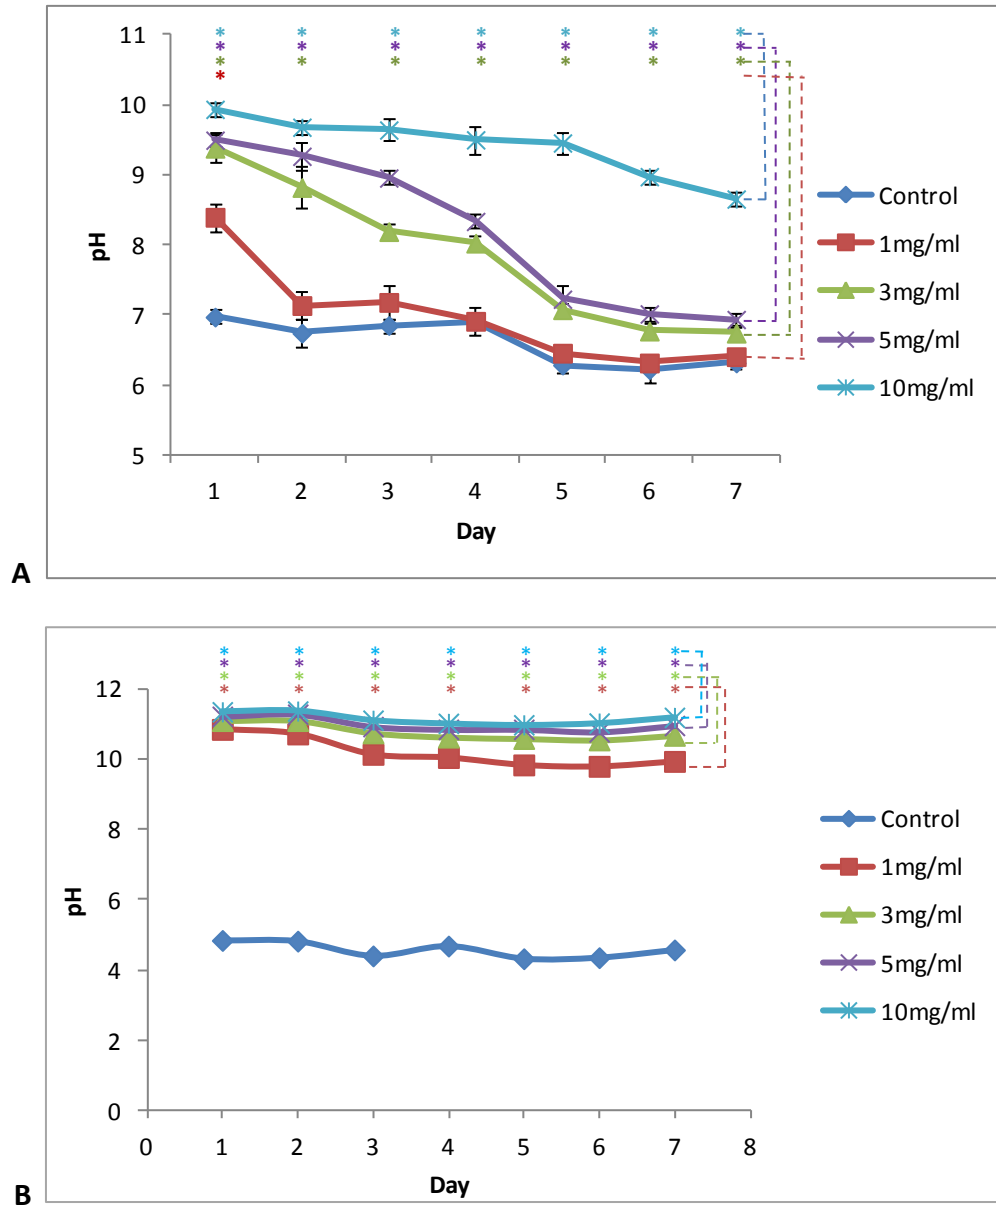 11
10
9
8
7
6
5
pH
* * * * * * *
* * * * * * *
* * * * * * *
*
1 2 3 4 5 6 7
Day
Control
1mg/ml
3mg/ml
5mg/ml
10mg/ml
A
12
10
8
6
4
2
0
pH
* * * * * * *
* * * * * * *
* * * * * * *
* * * * * * *
0 1 2 3 4 5 6 7 8
Day
Control
1mg/ml
3mg/ml
5mg/ml
10mg/ml
B